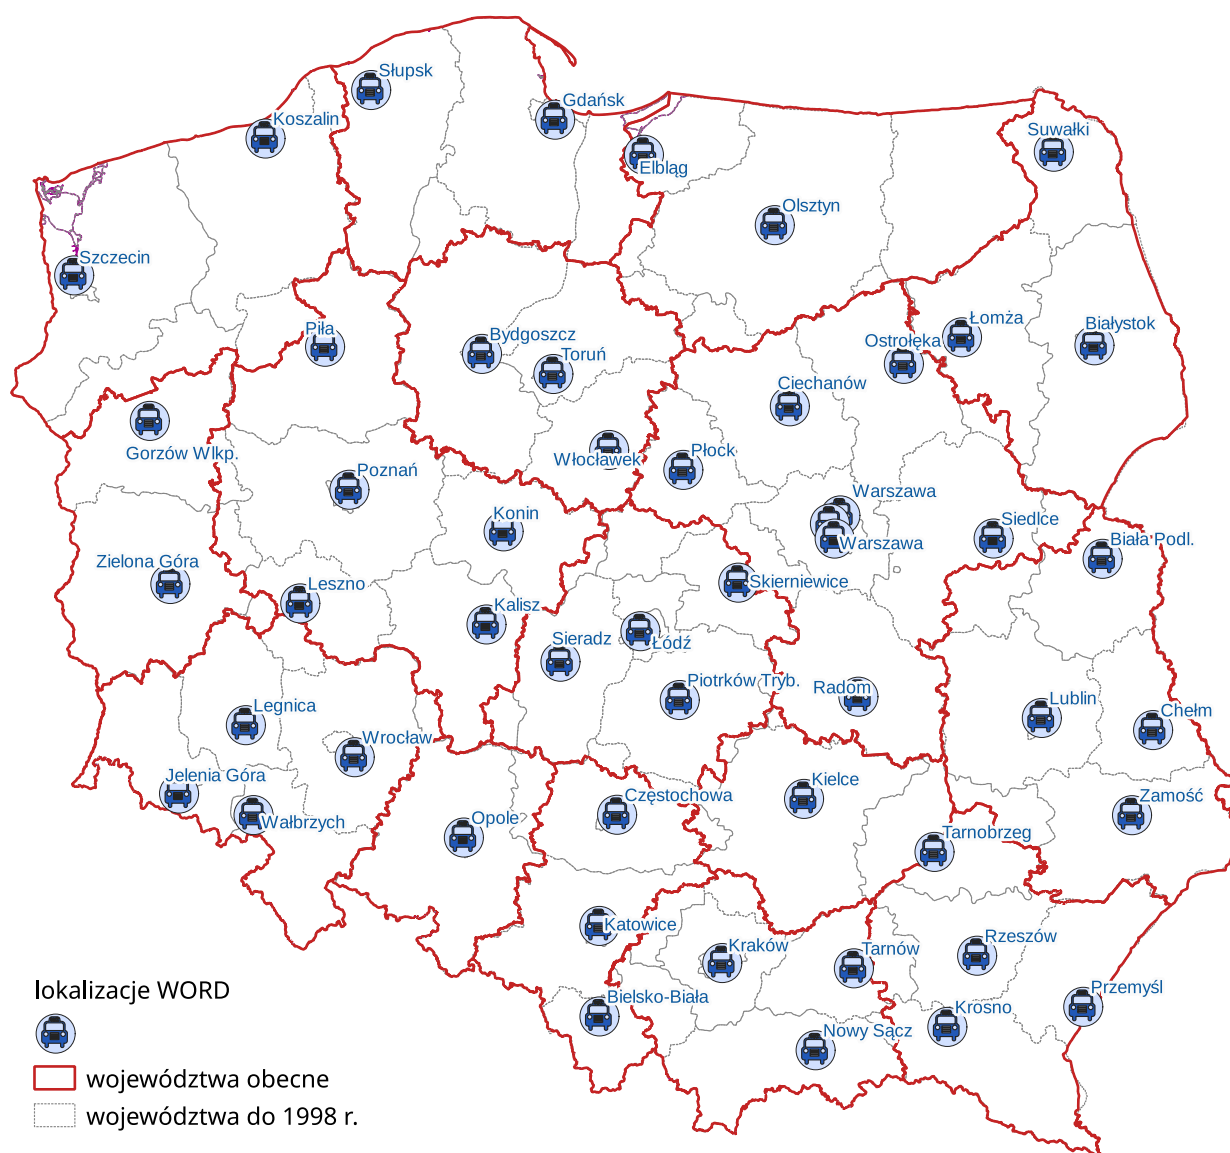 Słupsk
Gdańsk
Koszalin
Suwałki
Elbląg
Olsztyn
Szczecin
Łomża
Białystok
Piła
Bydgoszcz
Ostrołęka
Toruń
Ciechanów
Gorzów Wlkp.
Włocławek
Płock
Poznań
Warszawa
Konin
Siedlce
Warszawa
Biała Podl.
Zielona Góra
Leszno
Skierniewice
Kalisz
Sieradz
Łódź
Piotrków Tryb.
Radom
Lublin
Legnica
Chełm
Wrocław
Jelenia Góra
Kielce
Częstochowa
Zamość
Wałbrzych
Opole
Tarnobrzeg
Katowice
Kraków
Tarnów
Rzeszów
Przemyśl
Bielsko-Biała
Krosno
Nowy Sącz
lokalizacje WORD
województwa obecne
województwa do 1998 r.